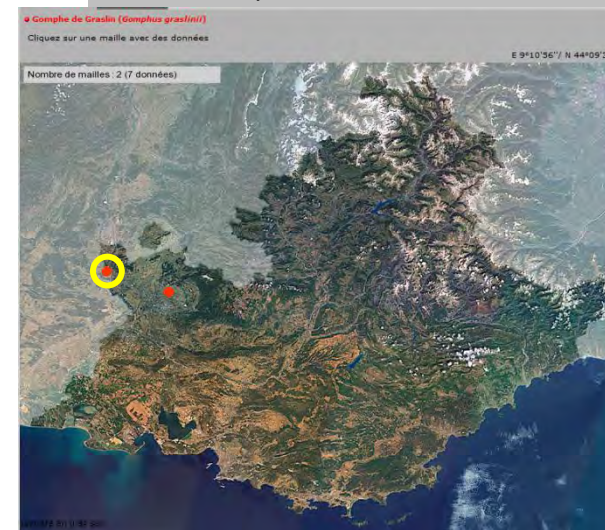 Gomphe de Graslin (Gomphus graslinii)
Cliquez sur une maille avec des données
E 9°10'56"/ N 44°09'3
Nombre de mailles : 2 (7 données)